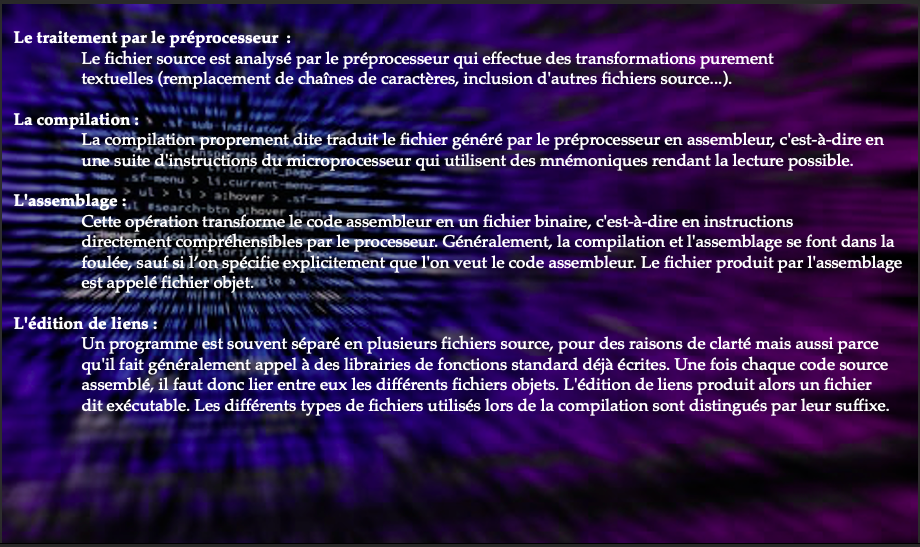 Le traitement par le préprocesseur :
Le fichier source est analysé par le préprocesseur qui effectue des transformations purement
textuelles (remplacement de chaînes de caractères, inclusion d'autres fichiers source...).
La compilation :
La compilation proprement dite traduit le fichier généré par le préprocesseur en assembleur, c'est-à-dire en
une suite d'instructions du microprocesseur qui utilisent des mnémoniques rendant la lecture possible.
L'assemblage :
Cette opération transforme le code assembleur en un fichier binaire, c'est-à-dire en instructions
directement compréhensibles par le processeur. Généralement, la compilation et l'assemblage se font dans la
foulée, sauf si l'on spécifie explicitement que l'on veut le code assembleur. Le fichier produit par l'assemblage
est appelé fichier objet.
L'édition de liens :
Un programme est souvent séparé en plusieurs fichiers source, pour des raisons de clarté mais aussi parce
qu'il fait généralement appel à des librairies de fonctions standard déjà écrites. Une fois chaque code source
assemblé, il faut donc lier entre eux les différents fichiers objets. L'édition de liens produit alors un fichier
dit exécutable. Les différents types de fichiers utilisés lors de la compilation sont distingués par leur suffixe.